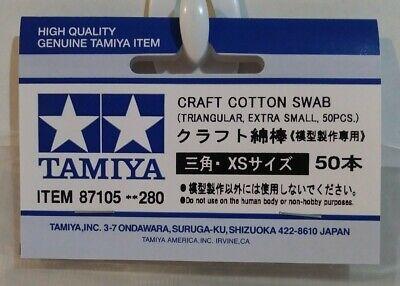 HIGH QUALITY
GENUINE TAMIYA ITEM
TAMIYA
ITEM 87105 **280
CRAFT COTTON SWAB
(TRIANGULAR, EXTRA SMALL, 50PCS.)
クラフト綿棒《模型製作専用》
三角・XSサイズ 50本
●模型製作以外には使用しないでください。
●Do not use on the human body or non-hobby purposes.
TAMIYA,INC. 3-7 ONDAWARA, SURUGA-KU, SHIZUOKA 422-8610 JAPAN
TAMIYA AMERICA, INC. IRVINE,CA